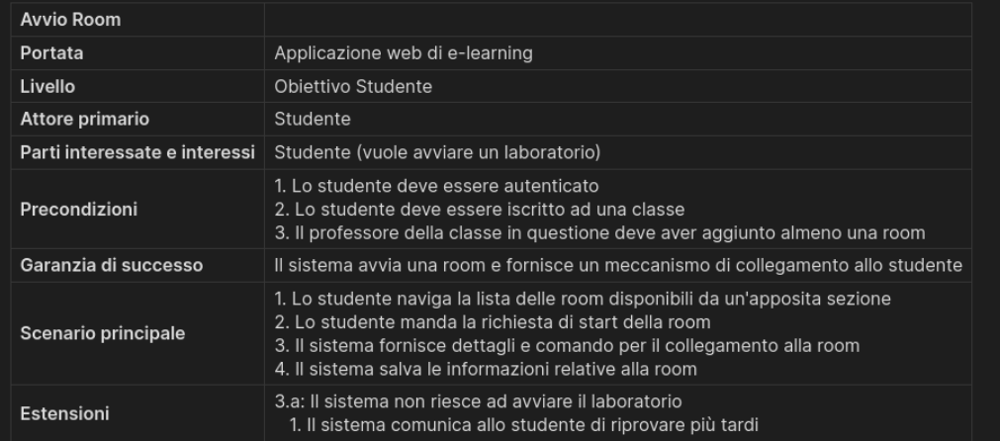 Avvio Room
Portata Applicazione web di e-learning
Livello Obiettivo Studente
Attore primario Studente
Parti interessate e interessi Studente (vuole avviare un laboratorio)
Precondizioni
1. Lo studente deve essere autenticato
2. Lo studente deve essere iscritto ad una classe
3. Il professore della classe in questione deve aver aggiunto almeno una room
Garanzia di successo Il sistema avvia una room e fornisce un meccanismo di collegamento allo studente
Scenario principale
1. Lo studente naviga la lista delle room disponibili da un'apposita sezione
2. Lo studente manda la richiesta di start della room
3. Il sistema fornisce dettagli e comando per il collegamento alla room
4. Il sistema salva le informazioni relative alla room
Estensioni
3.a: Il sistema non riesce ad avviare il laboratorio
1. Il sistema comunica allo studente di riprovare più tardi